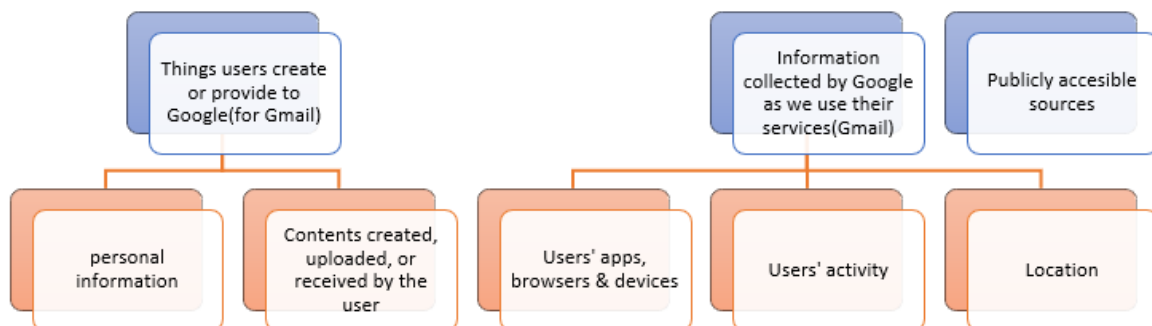 Things users create
or provide to
Google(for Gmail)
Information
collected by Google
as we use their
services(Gmail)
Publicly accesible
sources
personal
information
Contents created,
uploaded, or
received by the
user
Users' apps,
browsers & devices
Users' activity
Location